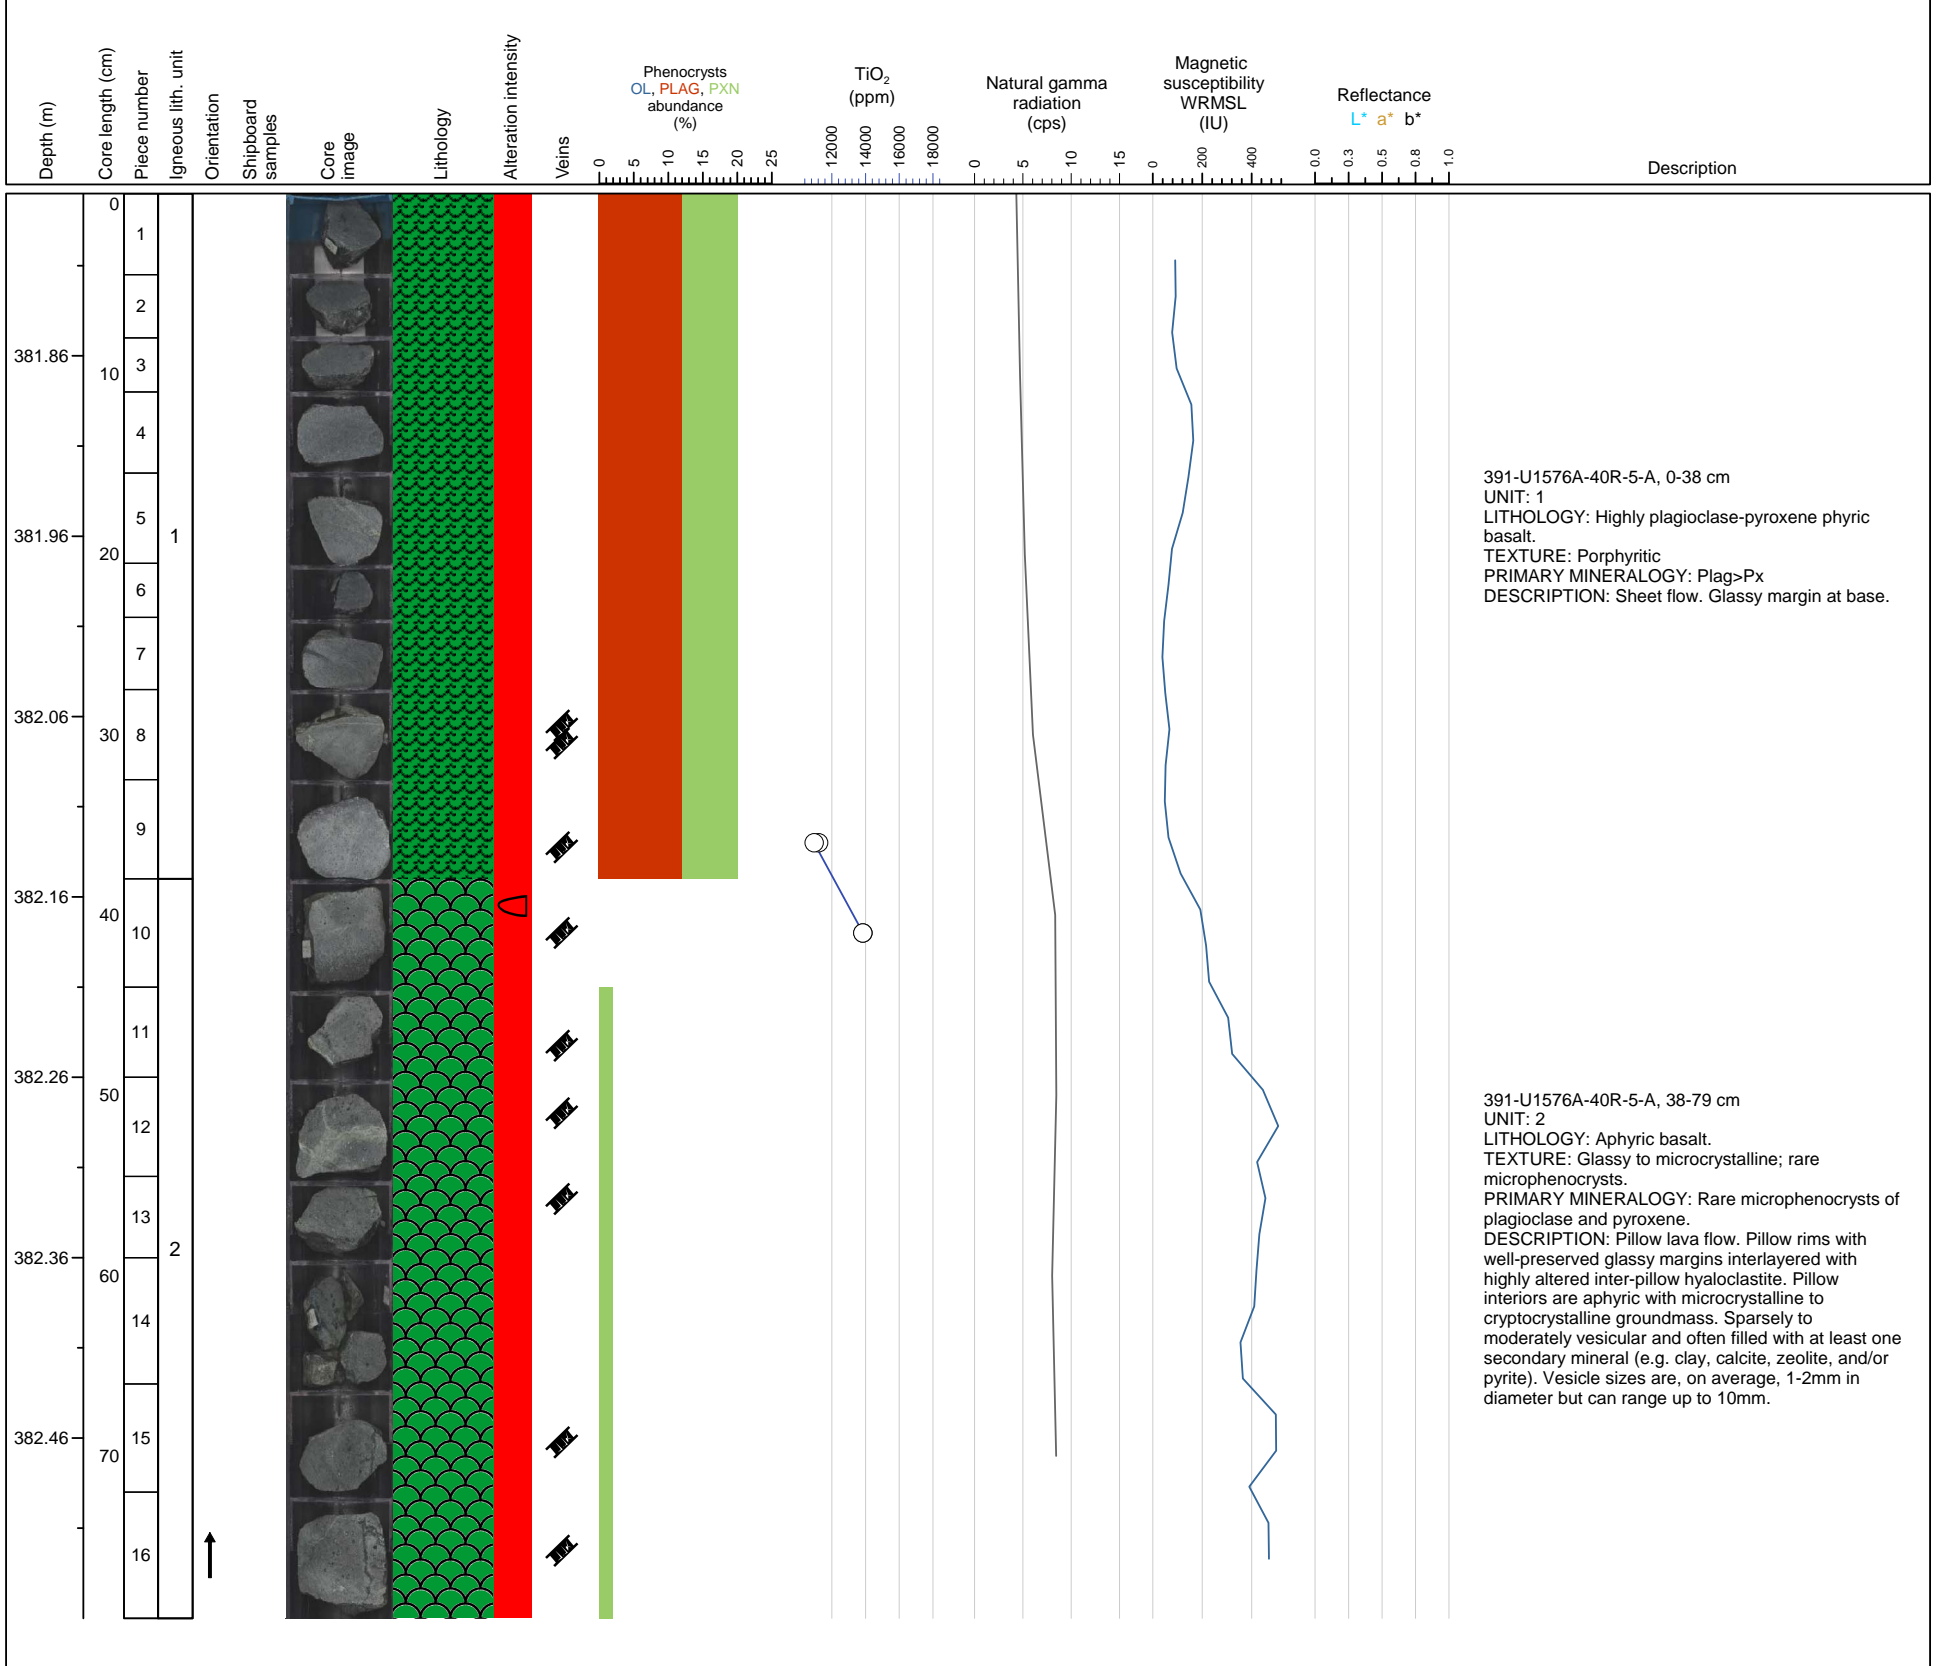 Depth (m)
Core length (cm)
Piece number
Igneous lith. unit
Orientation
Shipboard
samples
Core
image
Lithology
Alteration intensity
Veins
Phenocrysts
OL, PLAG, PXN
abundance
(%)
0 5 10 15 20 25
TiO2
(ppm)
12000 14000 16000 18000
Natural gamma
radiation
(cps)
0 5 10 15
Magnetic
susceptibility
WRMSL
(IU)
0 200 400
Reflectance
L* a* b*
0.0 0.3 0.5 0.8 1.0
Description
0
1
2
381.86
10
3
4
5
381.96
20
1
6
7
382.06
30
8
9
382.16
40
10
11
382.26
50
12
13
382.36
60
2
14
382.46
70
15
16
391-U1576A-40R-5-A, 0-38 cm
UNIT: 1
LITHOLOGY: Highly plagioclase-pyroxene phyric
basalt.
TEXTURE: Porphyritic
PRIMARY MINERALOGY: Plag>Px
DESCRIPTION: Sheet flow. Glassy margin at base.
391-U1576A-40R-5-A, 38-79 cm
UNIT: 2
LITHOLOGY: Aphyric basalt.
TEXTURE: Glassy to microcrystalline; rare
microphenocrysts.
PRIMARY MINERALOGY: Rare microphenocrysts of
plagioclase and pyroxene.
DESCRIPTION: Pillow lava flow. Pillow rims with
well-preserved glassy margins interlayered with
highly altered inter-pillow hyaloclastite. Pillow
interiors are aphyric with microcrystalline to
cryptocrystalline groundmass. Sparsely to
moderately vesicular and often filled with at least one
secondary mineral (e.g. clay, calcite, zeolite, and/or
pyrite). Vesicle sizes are, on average, 1-2mm in
diameter but can range up to 10mm.